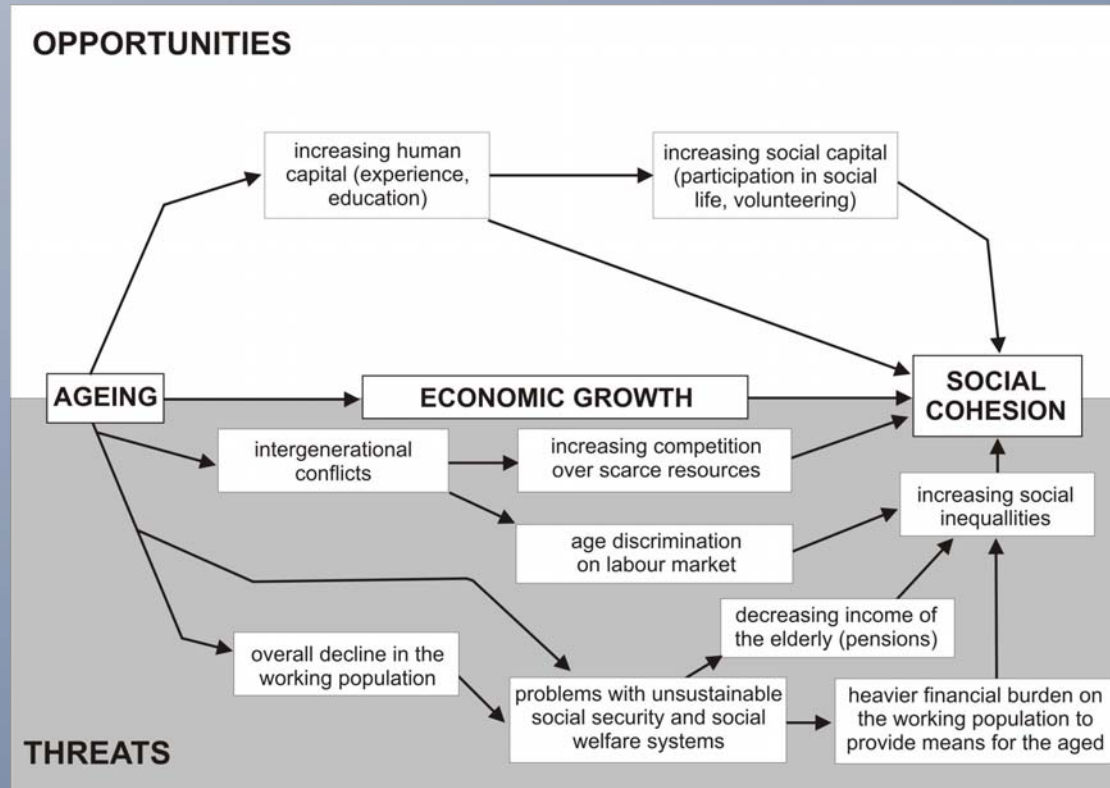 OPPORTUNITIES
increasing human
capital (experience,
education)
increasing social capital
(participation in social
life, volunteering)
AGEING
ECONOMIC GROWTH
SOCIAL
COHESION
intergenerational
conflicts
increasing competition
over scarce resources
increasing social
inequallities
age discrimination
on labour market
decreasing income of
the elderly (pensions)
overall decline in the
working population
problems with unsustainable
social security and social
welfare systems
heavier financial burden on
the working population to
provide means for the aged
THREATS